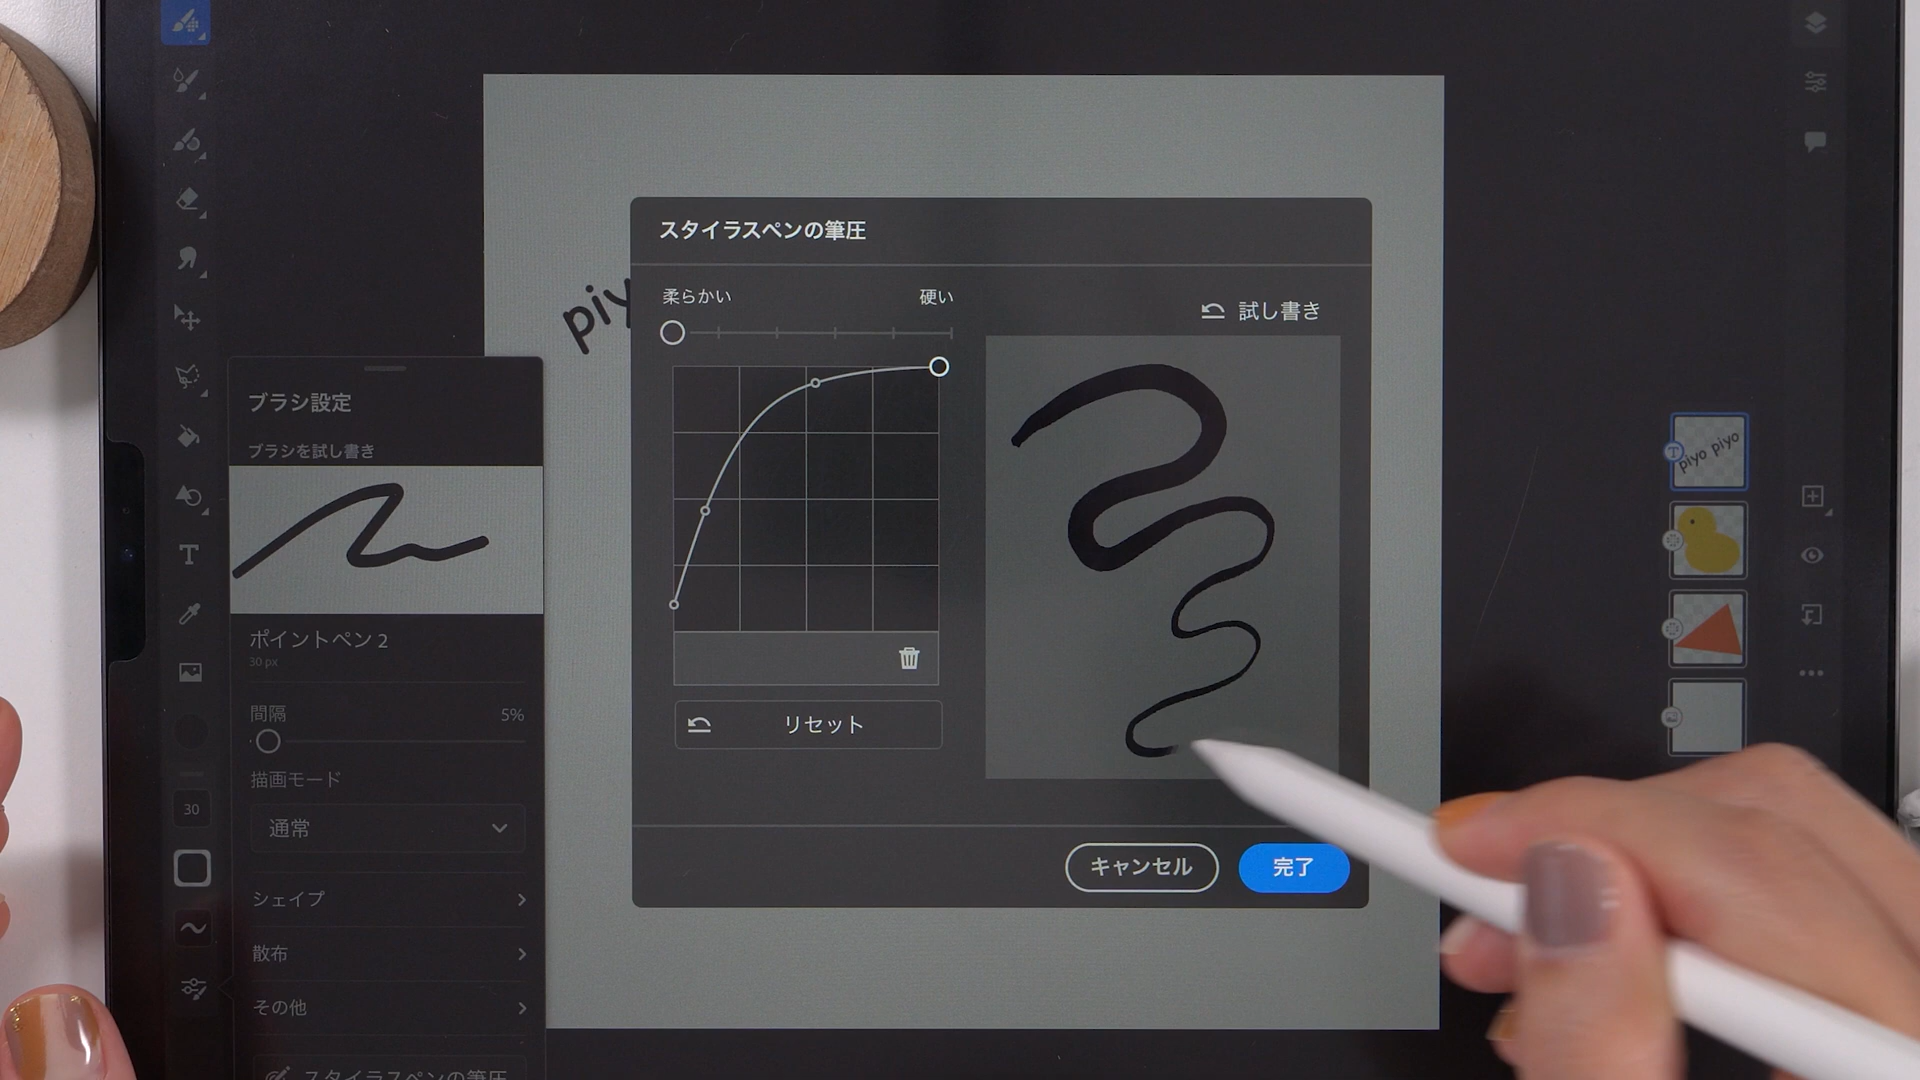 piy
スタイラスペンの筆圧
柔らかい
硬い
試し書き
リセット
キャンセル
完了
ブラシ設定
ブラシを試し書き
ポイントペン 2
30 px
間隔
5%
描画モード
通常
シェイプ
散布
その他
スタイラスペンの筆圧
T
30
T
piyo piyo